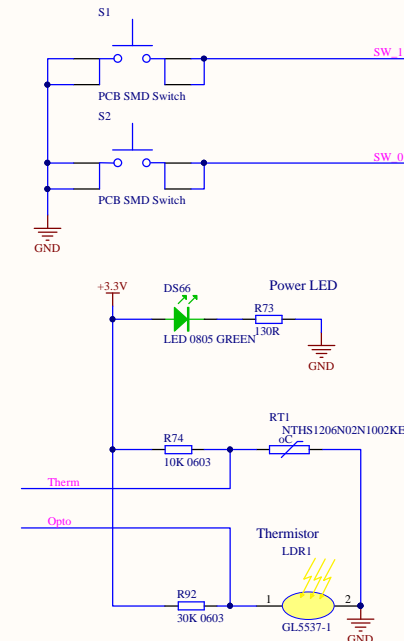 S1
SW_1
PCB SMD Switch
S2
SW_0
PCB SMD Switch
GND
+3.3V
DS66
Power LED
R73
LED 0805 GREEN
130R
GND
RT1
R74
NTHS1206N02N1002KE
oC
10K 0603
Therm
Opto
Thermistor
LDR1
R92
1
2
30K 0603
GL5537-1
GND